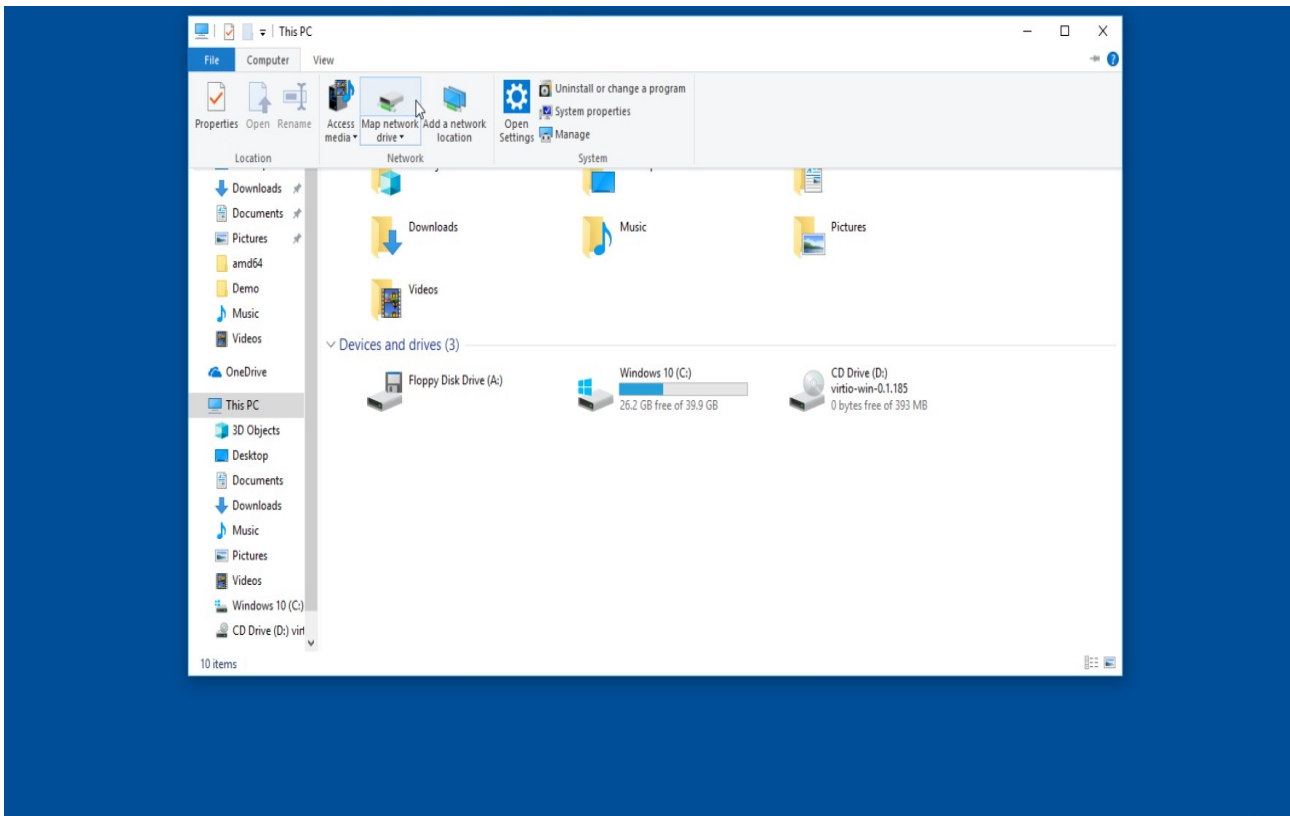 This PC
File Computer View
Properties Open Rename
Access media
Map network drive
Add a network location
Open Settings
Uninstall or change a program
System properties
Manage
Location Network System
Downloads
Documents
Pictures
amd64
Demo
Music
Videos
OneDrive
This PC
3D Objects
Desktop
Documents
Downloads
Music
Pictures
Videos
Windows 10 (C:)
CD Drive (D:) virt
Downloads
Music
Pictures
Videos
Devices and drives (3)
Floppy Disk Drive (A:)
Windows 10 (C:)
26.2 GB free of 39.9 GB
CD Drive (D:)
virtio-win-0.1.185
0 bytes free of 393 MB
10 items